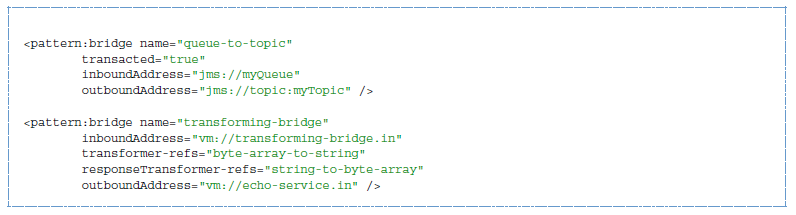 <pattern:bridge name="queue-to-topic"
transacted="true"
inboundAddress="jms://myQueue"
outboundAddress="jms://topic:myTopic" />
<pattern:bridge name="transforming-bridge"
inboundAddress="vm://transforming-bridge.in"
transformer-refs="byte-array-to-string"
responseTransformer-refs="string-to-byte-array"
outboundAddress="vm://echo-service.in" />